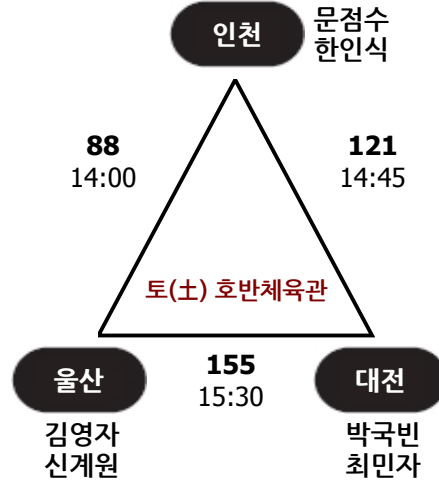 인천
문점수
한인식
88
14:00
121
14:45
토(土) 호반체육관
울산
155
15:30
대전
김영자
신계원
박국빈
최민자